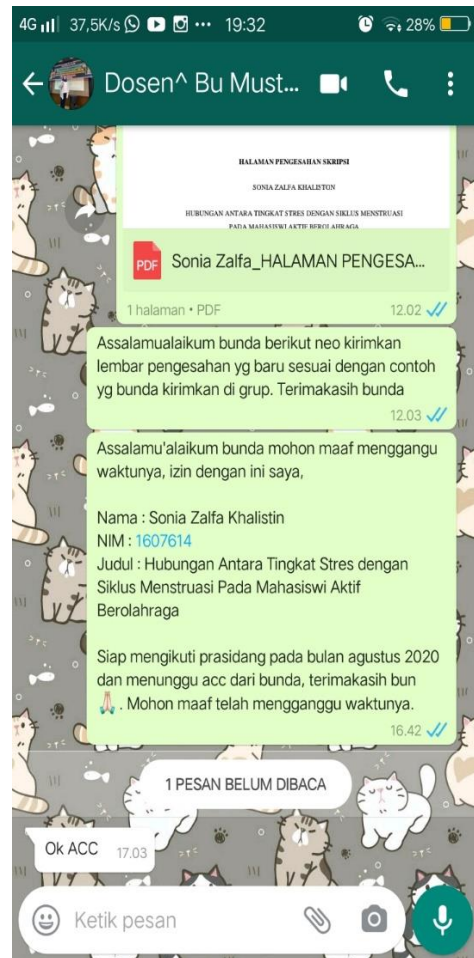 4G 37,5K/s ... 19:32 28%
Dosen^ Bu Must...
HALAMAN PENGESAHAN SKRIPSI
SONIA ZALFA KHALISTIN
HUBUNGAN ANTARA TINGKAT STRES DENGAN SIKLUS MENSTRUASI
PADA MAHASISWI AKTIF BEROLAHRAGA
PDF Sonia Zalfa_HALAMAN PENGESA...
1 halaman • PDF 12.02
Assalamualaikum bunda berikut neo kirimkan
lembar pengesahan yg baru sesuai dengan contoh
yg bunda kirimkan di grup. Terimakasih bunda
12.03
Assalamu'alaikum bunda mohon maaf menggangu
waktunya, izin dengan ini saya,
Nama : Sonia Zalfa Khalistin
NIM : 1607614
Judul : Hubungan Antara Tingkat Stres dengan
Siklus Menstruasi Pada Mahasiswi Aktif
Berolahraga
Siap mengikuti prasidang pada bulan agustus 2020
dan menunggu acc dari bunda, terimakasih bun
🙏🏻 . Mohon maaf telah mengganggu waktunya.
16.42
1 PESAN BELUM DIBACA
Ok ACC 17.03
Ketik pesan